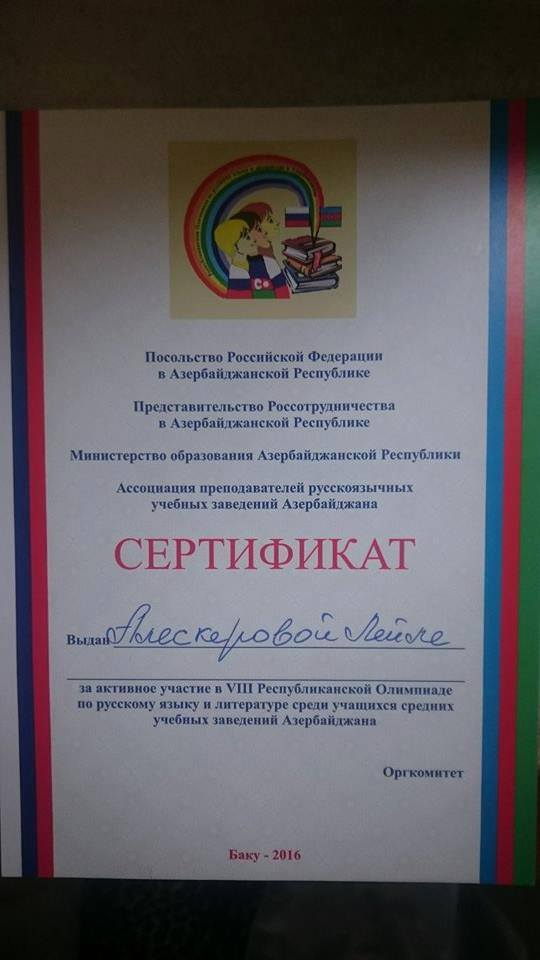 Посольство Российской Федерации
в Азербайджанской Республике
Представительство Россотрудничества
в Азербайджанской Республике
Министерство образования Азербайджанской Республики
Ассоциация преподавателей русскоязычных
учебных заведений Азербайджана
СЕРТИФИКАТ
Выдан Алескеровой Лейле
за активное участие в VIII Республиканской Олимпиаде
по русскому языку и литературе среди учащихся средних
учебных заведений Азербайджана
Оргкомитет
Баку - 2016